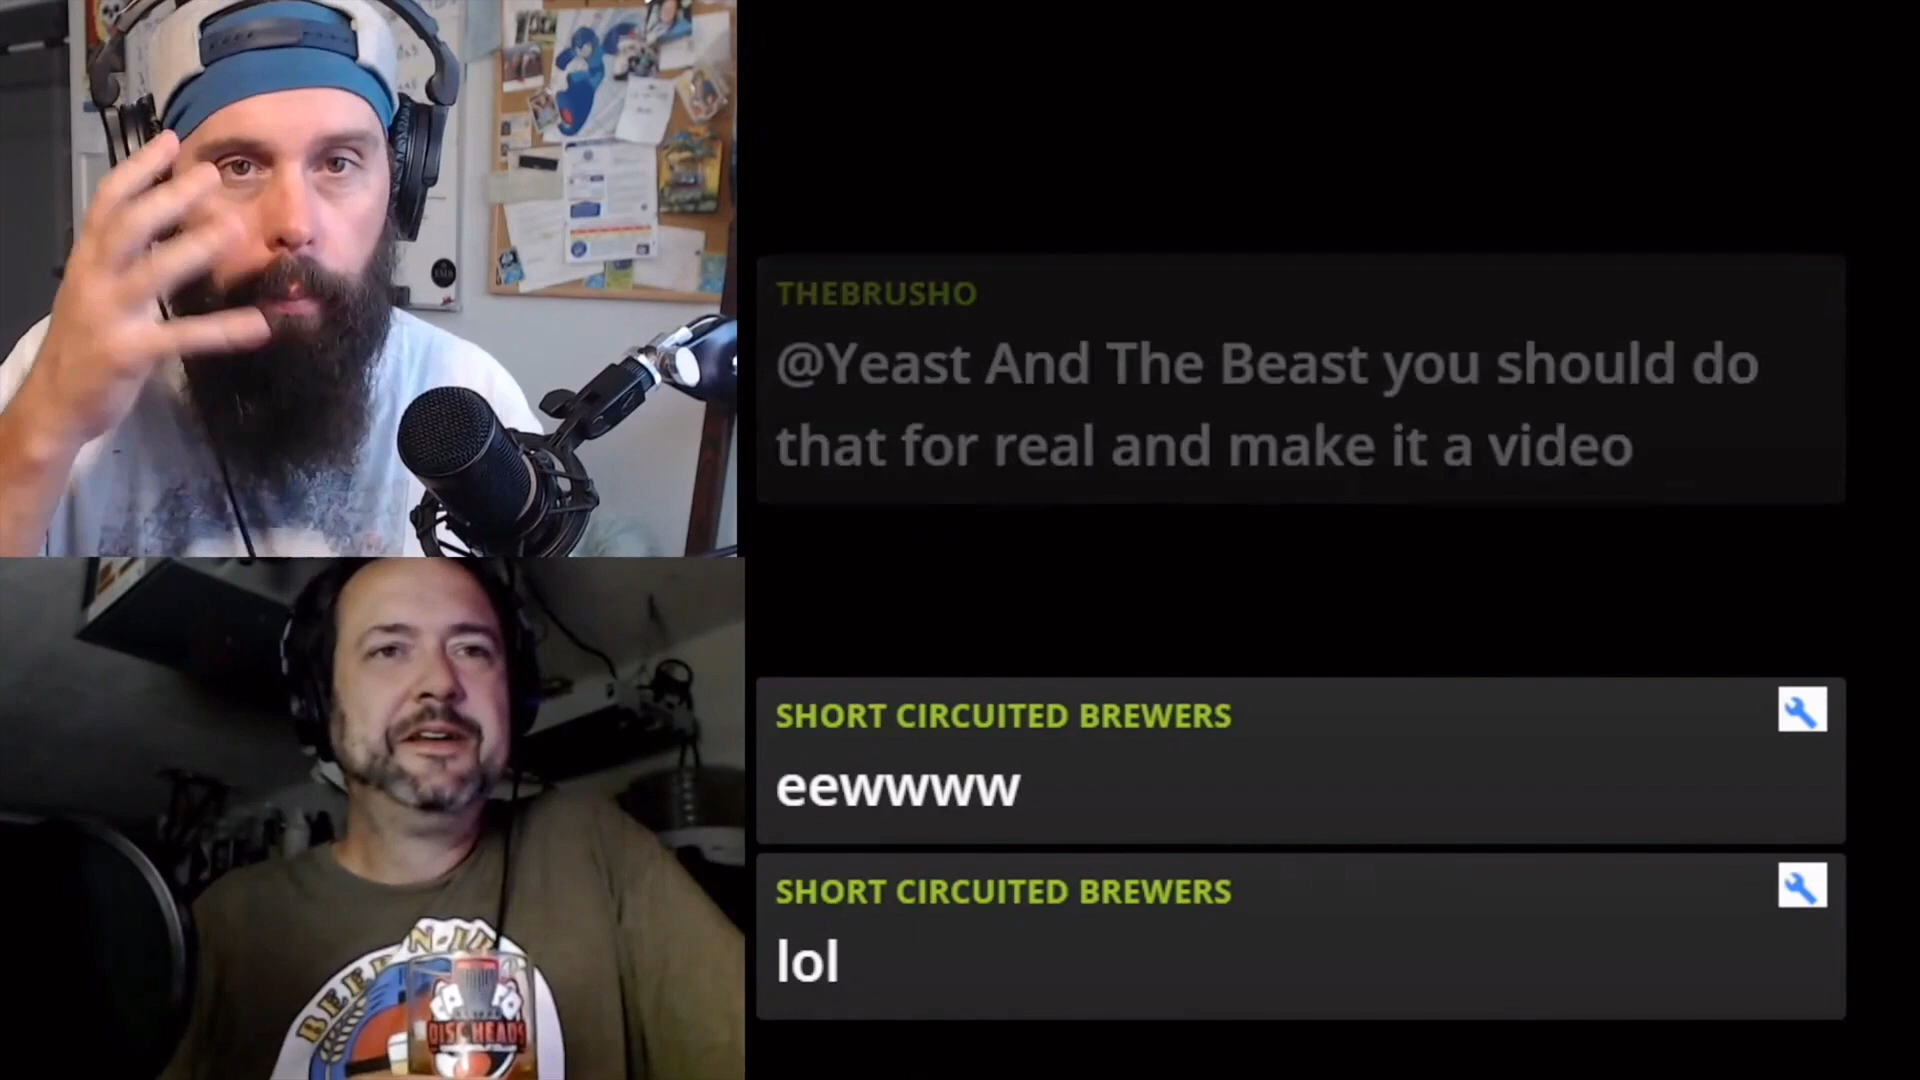 THEBRUSHO
@Yeast And The Beast you should do
that for real and make it a video
SHORT CIRCUITED BREWERS
eewwww
SHORT CIRCUITED BREWERS
lol
DISC HEADS